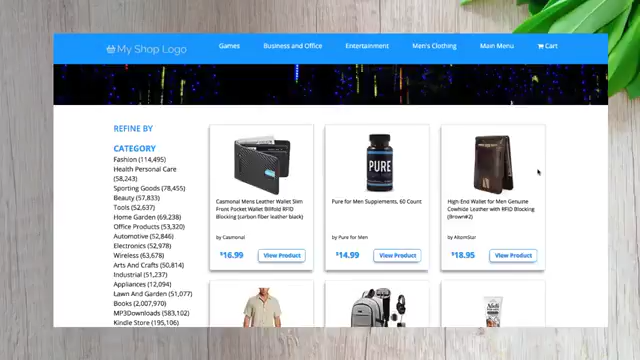 My Shop Logo
Games
Business and Office
Entertainment
Men's Clothing
Main Menu
Cart
REFINE BY
CATEGORY
Fashion (114,495)
Health Personal Care
(58,243)
Sporting Goods (78,455)
Beauty (57,833)
Tools (52,637)
Home Garden (69,238)
Office Products (53,320)
Automotive (52,846)
Electronics (52,978)
Wireless (63,678)
Arts And Crafts (50,814)
Industrial (51,237)
Appliances (12,094)
Lawn And Garden (51,077)
Books (2,007,970)
MP3Downloads (583,102)
Kindle Store (195,106)
Casmonal Mens Leather Wallet Slim
Front Pocket Wallet Billfold RFID
Blocking (carbon fiber leather black)
by Casmonal
$16.99
View Product
PURE
Pure for Men Supplements, 60 Count
by Pure for Men
$14.99
View Product
High End Wallet for Men Genuine
Cowhide Leather with RFID Blocking
(Brown#2)
by AltomStar
$18.95
View Product